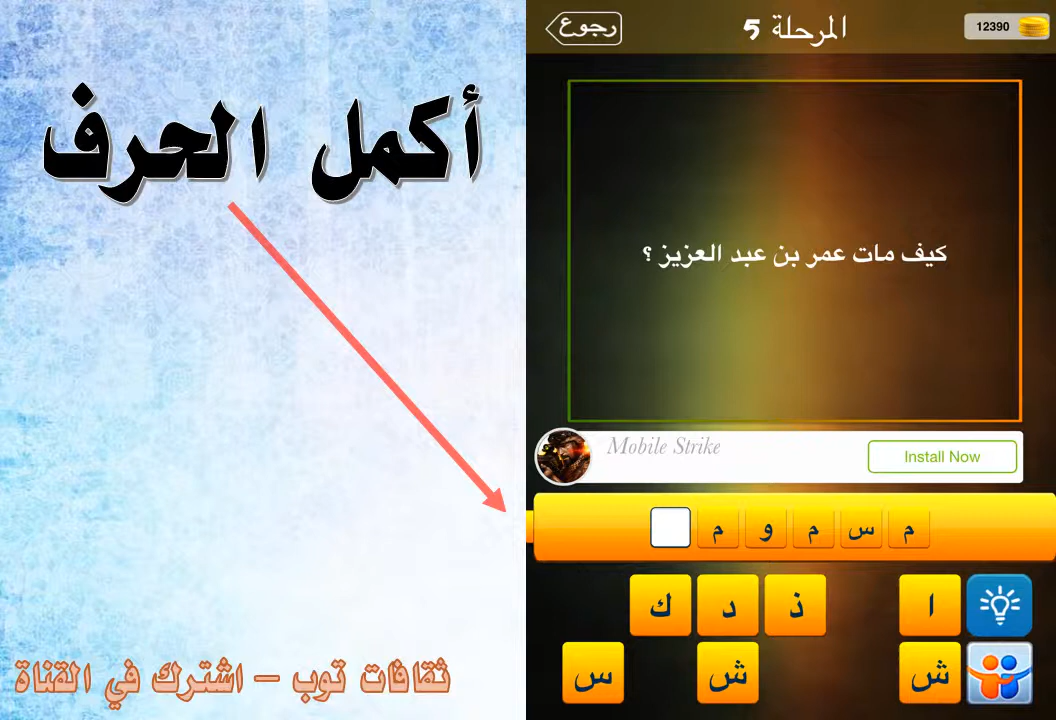 أكمل الحرف
ثقافات توب – اشترك في القناة
رجوع
المرحلة 5
12390
كيف مات عمر بن عبد العزيز ؟
Mobile Strike
Install Now
م س م و م
ا ذ د ك
ش ش س